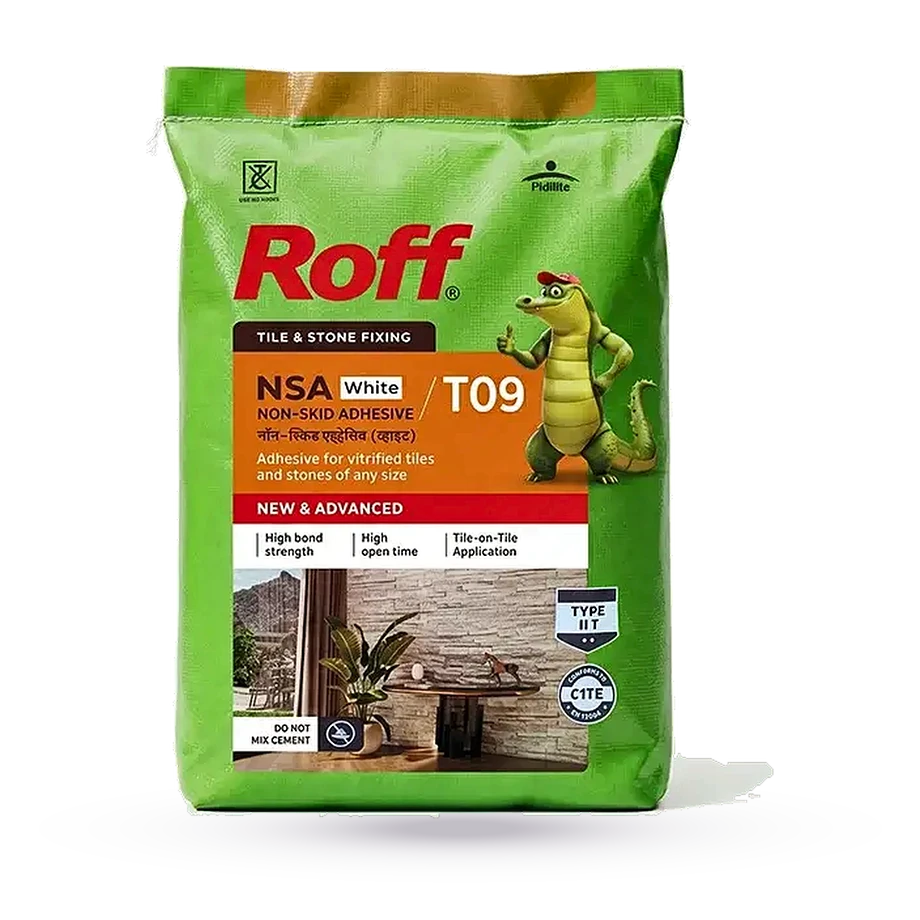 USE NO HOOKS
Pidilite
Roff®
TILE & STONE FIXING
NSA White / T09
NON-SKID ADHESIVE
नॉन-स्किड एड्हेसिव (व्हाइट)
Adhesive for vitrified tiles
and stones of any size
NEW & ADVANCED
High bond
strength
High
open time
Tile-on-Tile
Application
TYPE
II T
CONFORMS TO
C1TE
EN 12004
DO NOT
MIX CEMENT